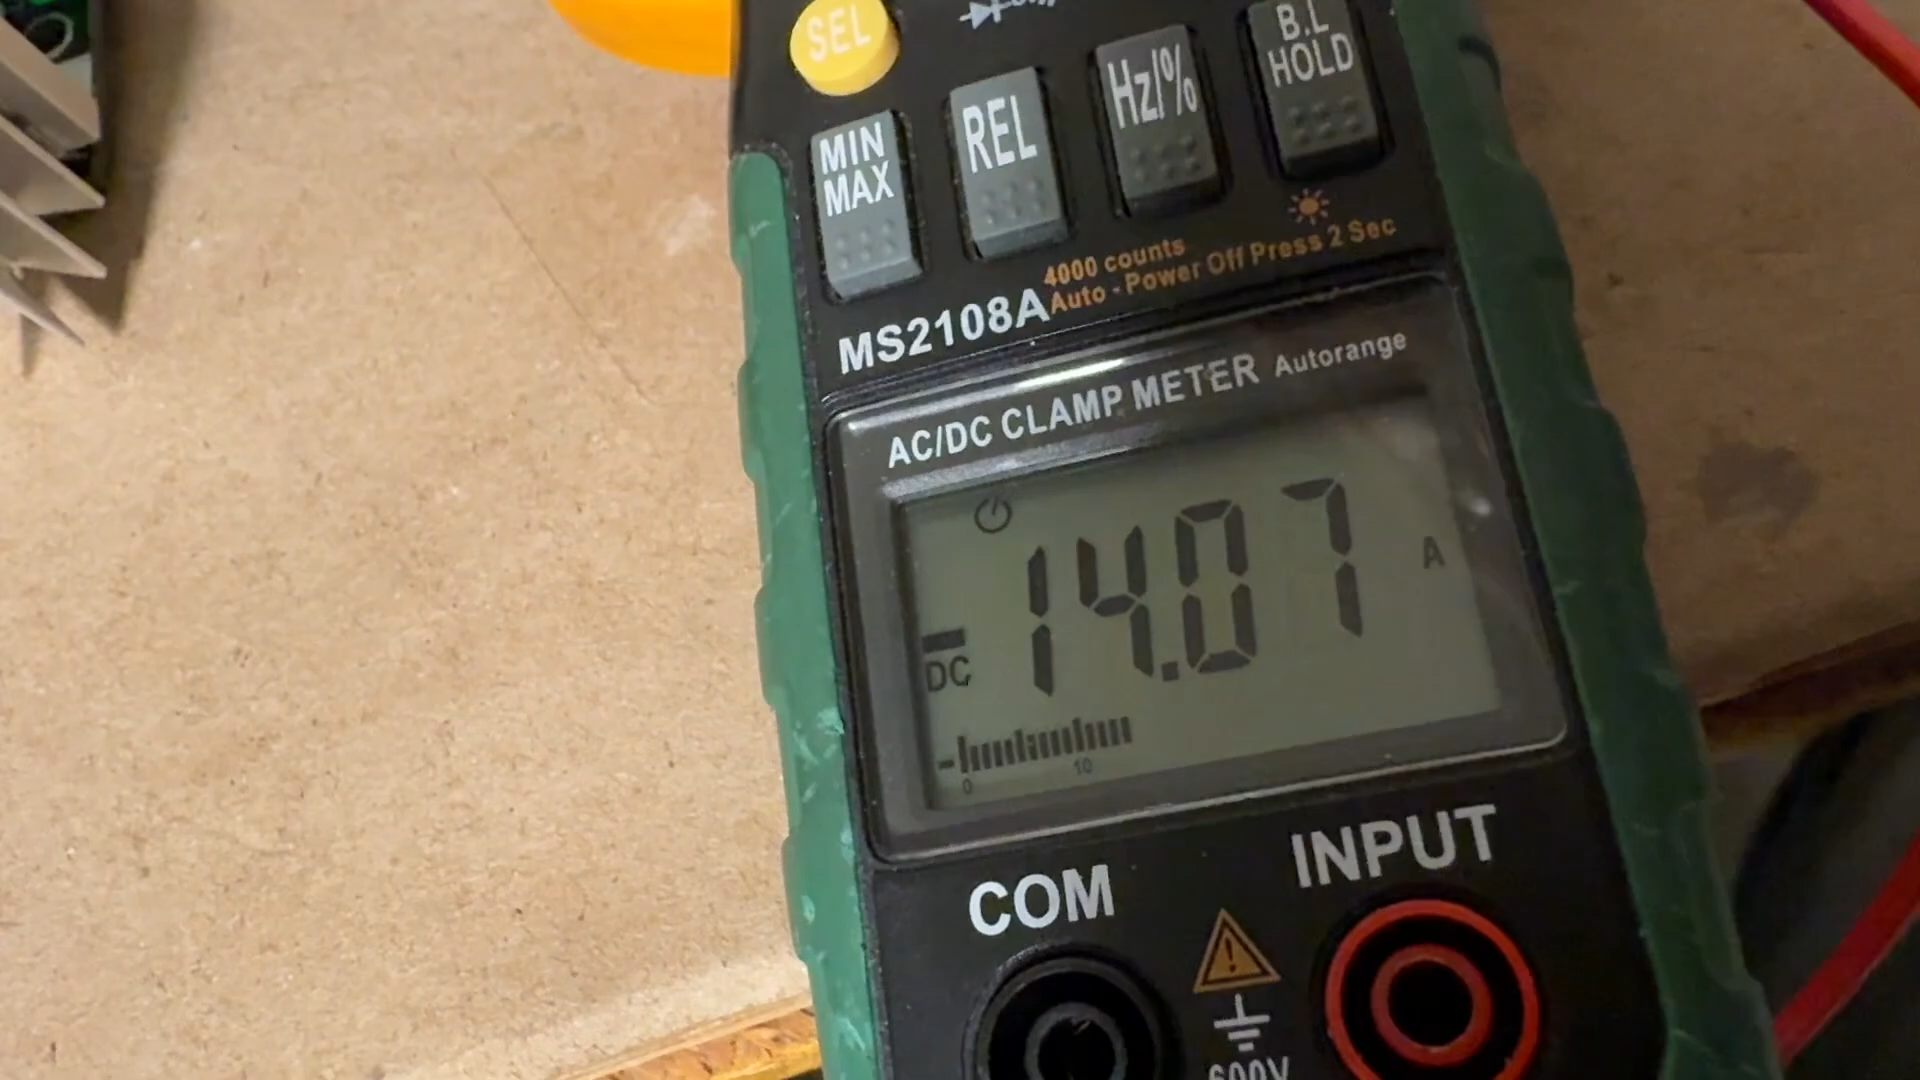 SEL
B.L
HOLD
Hz/%
REL
MIN
MAX
4000 counts
Auto - Power Off Press 2 Sec
MS2108A
AC/DC CLAMP METER Autorange
-14.07 A
DC
0 10
COM INPUT
600V